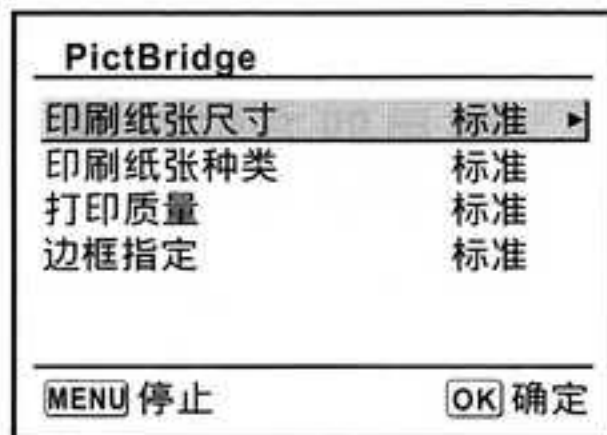 PictBridge
印刷纸张尺寸 标准 ►
印刷纸张种类 标准
打印质量 标准
边框指定 标准
MENU 停止 OK 确定